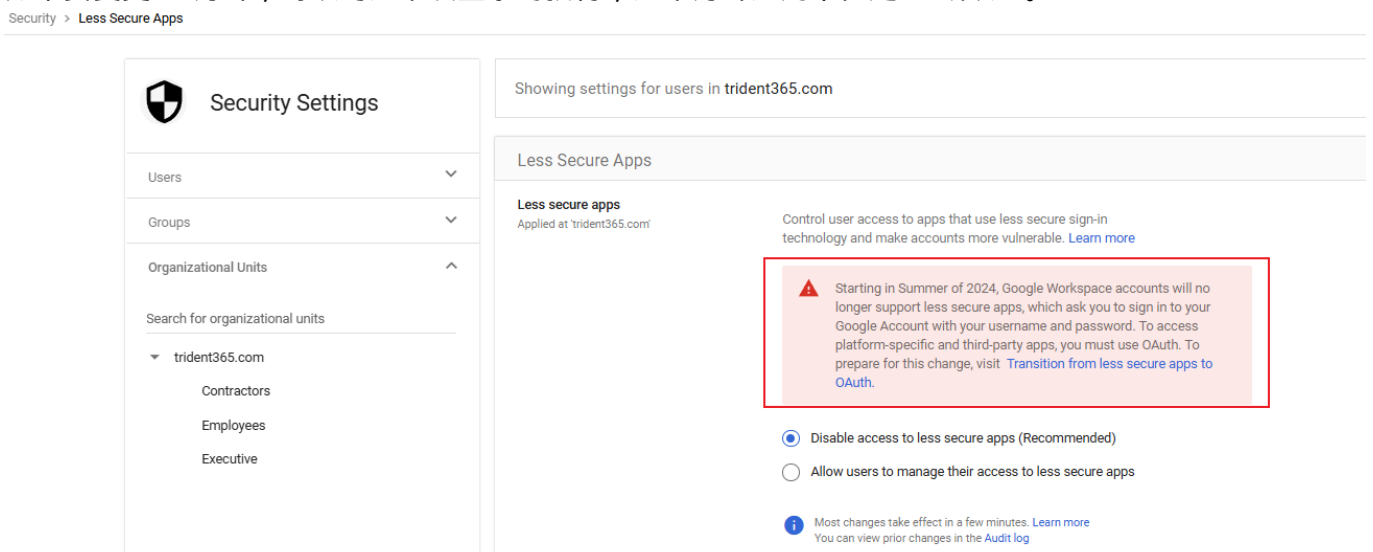 Security > Less Secure Apps
Security Settings
Showing settings for users in trident365.com
Users
Groups
Organizational Units
Search for organizational units
trident365.com
Contractors
Employees
Executive
Less Secure Apps
Less secure apps
Applied at 'trident365.com'
Control user access to apps that use less secure sign-in
technology and make accounts more vulnerable. Learn more
Starting in Summer of 2024, Google Workspace accounts will no
longer support less secure apps, which ask you to sign in to your
Google Account with your username and password. To access
platform-specific and third-party apps, you must use OAuth. To
prepare for this change, visit Transition from less secure apps to
OAuth.
Disable access to less secure apps (Recommended)
Allow users to manage their access to less secure apps
Most changes take effect in a few minutes. Learn more
You can view prior changes in the Audit log